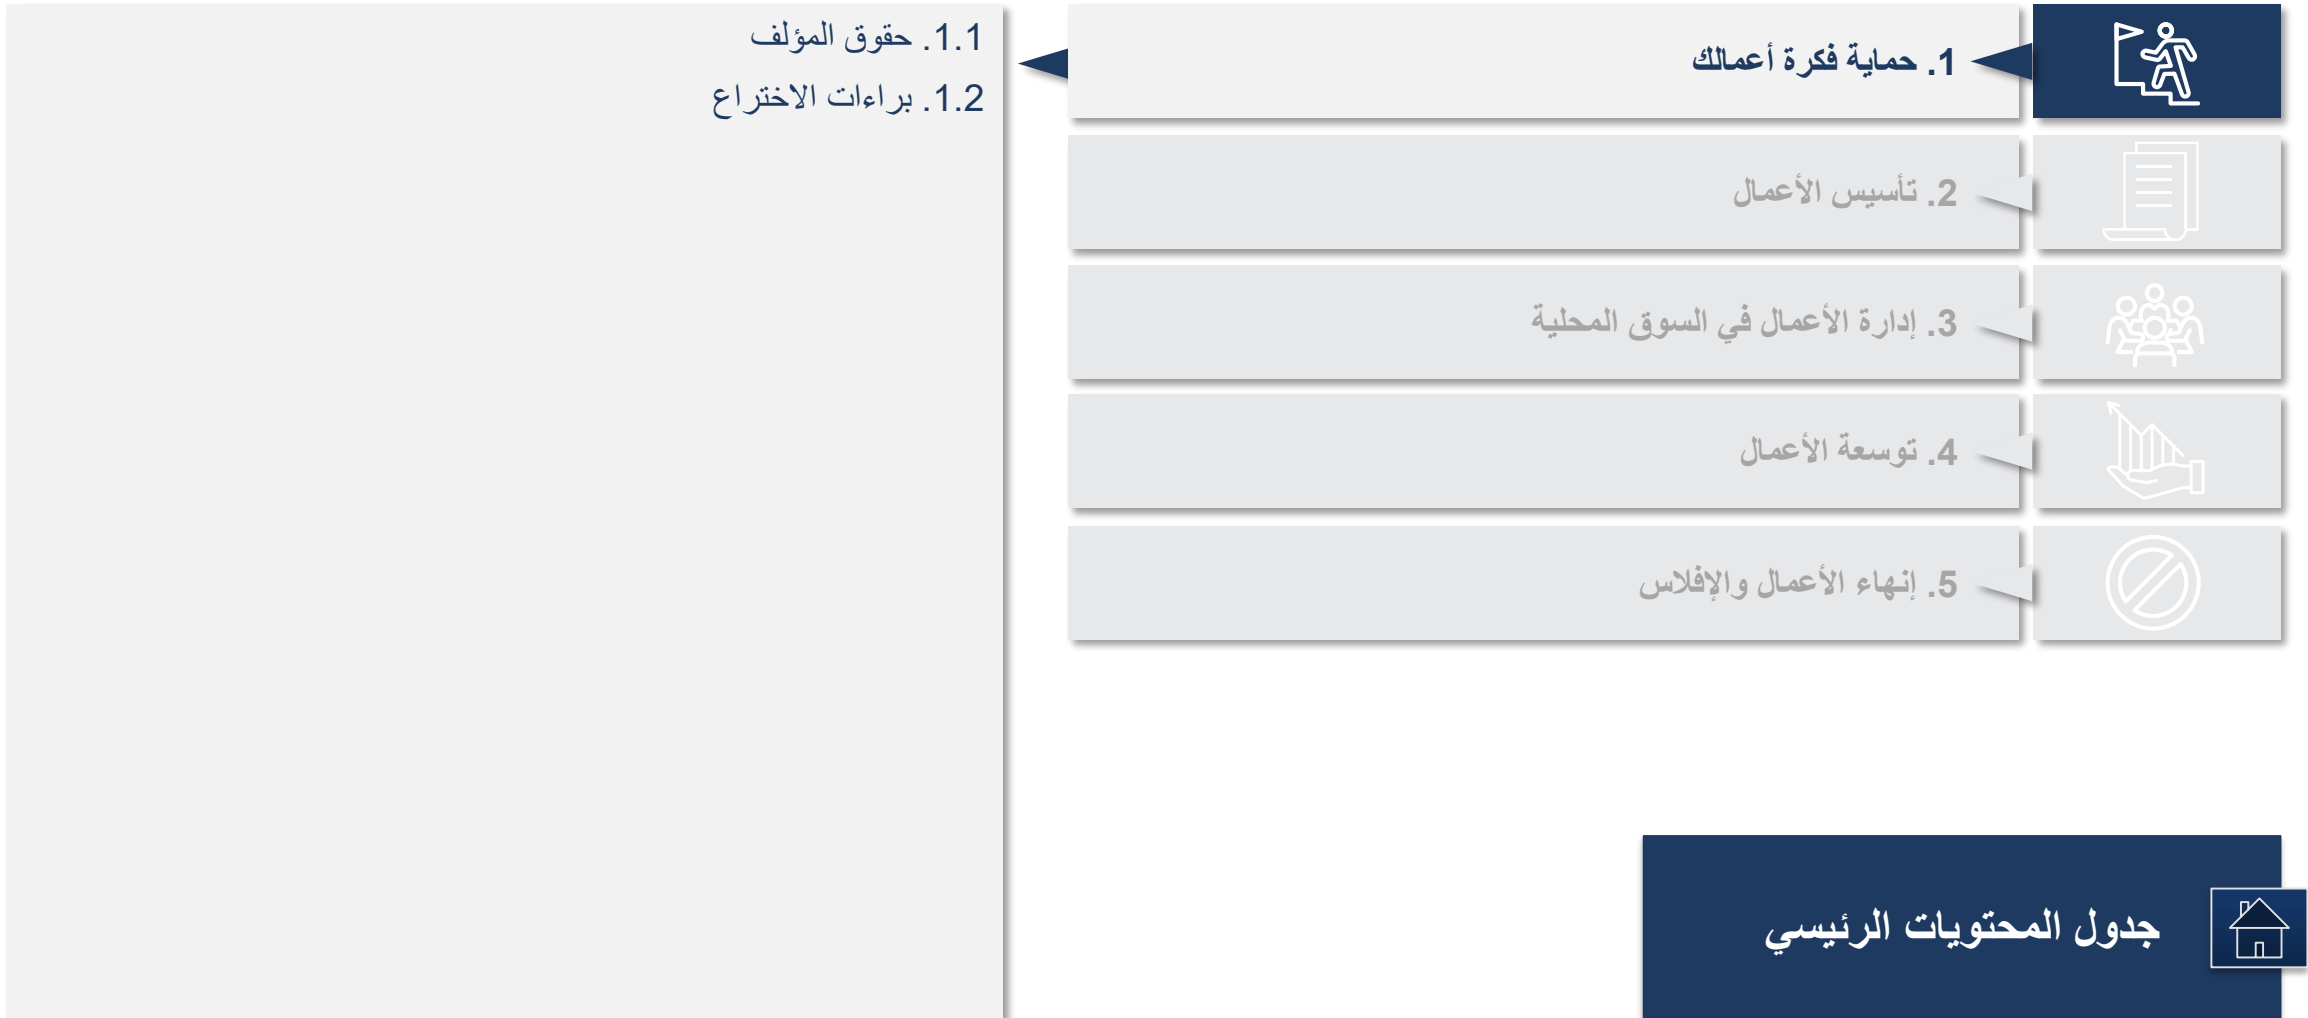 1. حماية فكرة أعمالك
1.1. حقوق المؤلف
1.2. براءات الاختراع
2. تأسيس الأعمال
3. إدارة الأعمال في السوق المحلية
4. توسعة الأعمال
5. إنهاء الأعمال والإفلاس
جدول المحتويات الرئيسي